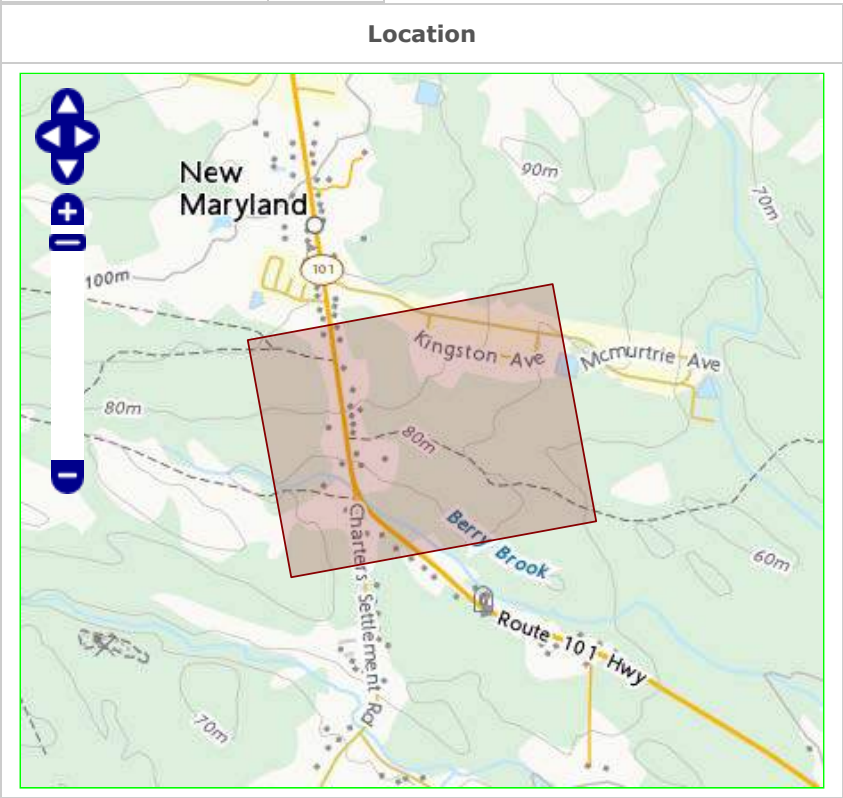 Location
New
Maryland
90m
70m
101
100m
Kingston Ave
Mcmurtrie Ave
80m
80m
Berry Brook
Charters Settlement Rd
60m
Route 101 Hwy
70m